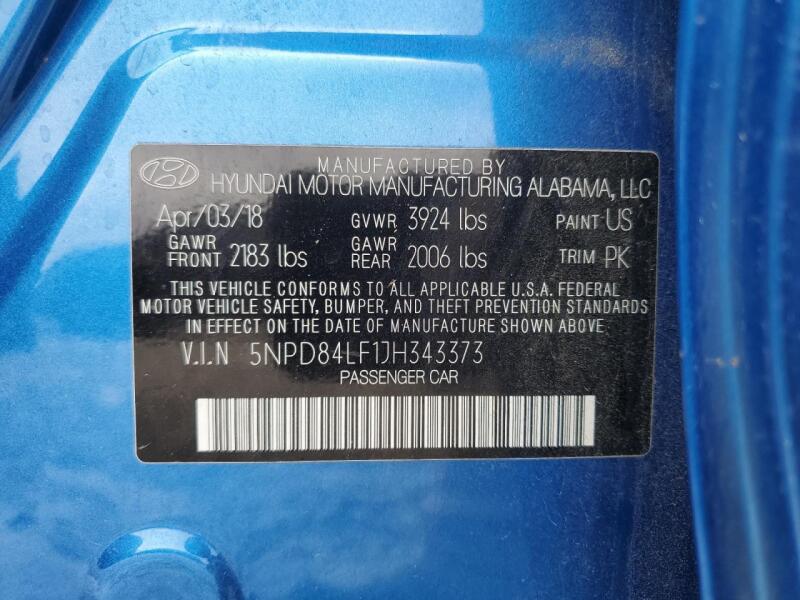 MANUFACTURED BY
HYUNDAI MOTOR MANUFACTURING ALABAMA, LLC
Apr/03/18 GVWR 3924 lbs PAINT US
GAWR FRONT 2183 lbs GAWR REAR 2006 lbs TRIM PK
THIS VEHICLE CONFORMS TO ALL APPLICABLE U.S.A. FEDERAL
MOTOR VEHICLE SAFETY, BUMPER, AND THEFT PREVENTION STANDARDS
IN EFFECT ON THE DATE OF MANUFACTURE SHOWN ABOVE.
V.I.N 5NPD84LF1JH343373
PASSENGER CAR